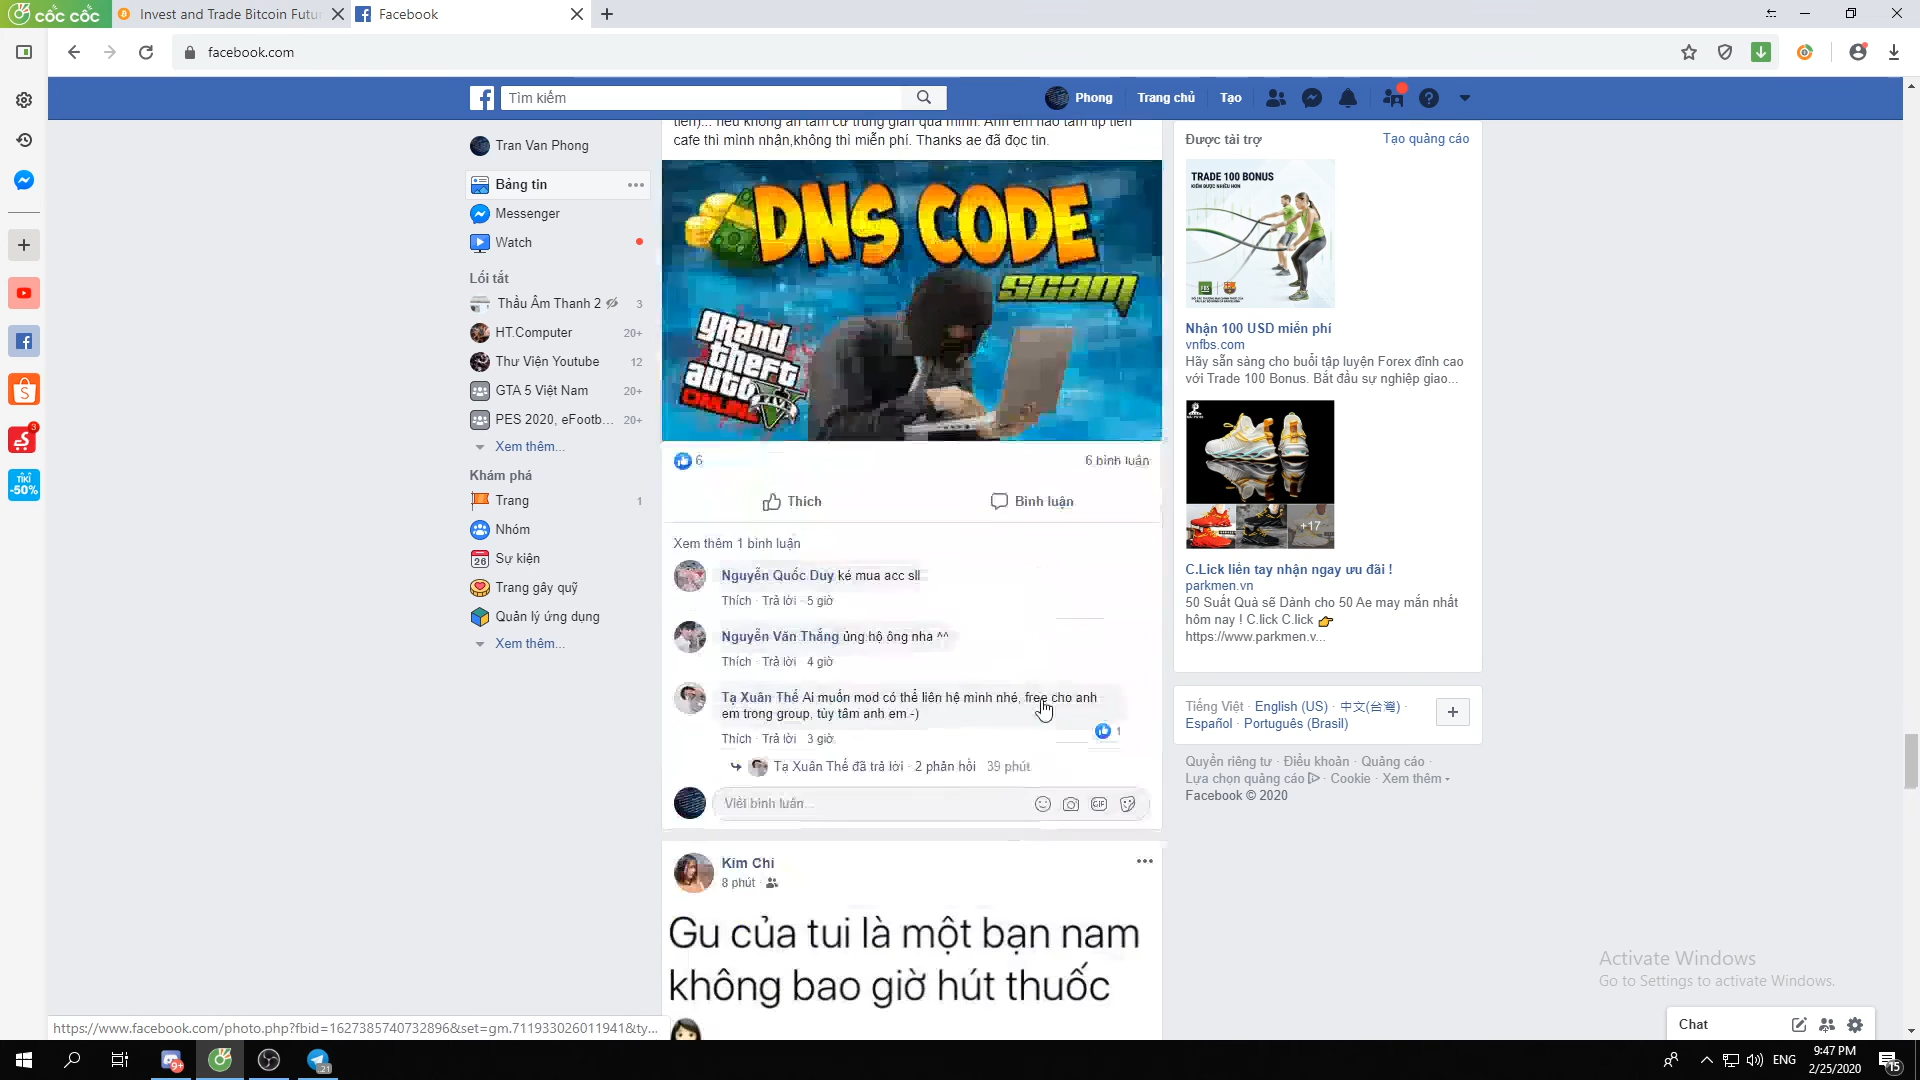 cốc cốc
Invest and Trade Bitcoin Futu
Facebook
facebook.com
Tìm kiếm
Phong
Trang chủ
Tạo
Tran Van Phong
Bảng tin
Messenger
Watch
Lối tắt
Thầu Âm Thanh 2
3
HT.Computer
20+
Thư Viện Youtube
12
GTA 5 Việt Nam
20+
PES 2020, eFootb...
20+
Xem thêm...
Khám phá
Trang
1
Nhóm
26
Sự kiện
Trang gây quỹ
Quản lý ứng dụng
Xem thêm...
3
TIKI
-50%
tiền)... nếu không an tâm cứ trung gian qua mình. Anh em hảo tâm tip tiền
cafe thì mình nhận,không thì miễn phí. Thanks ae đã đọc tin.
DNS CODE
SCAM
grand
theft
auto
V
FIVE
ONLINE
6
6 bình luận
Thích
Bình luận
Xem thêm 1 bình luận
Nguyễn Quốc Duy ké mua acc sll
Thích · Trả lời · 5 giờ
Nguyễn Văn Thắng ủng hộ ông nha ^^
Thích · Trả lời · 4 giờ
Tạ Xuân Thế Ai muốn mod có thể liên hệ mình nhé, free cho anh
em trong group, tùy tâm anh em -)
1
Thích · Trả lời · 3 giờ
Tạ Xuân Thế đã trả lời · 2 phản hồi 39 phút
Viết bình luận...
GIF
Kim Chi
8 phút ·
Gu của tui là một bạn nam
không bao giờ hút thuốc
Được tài trợ
Tạo quảng cáo
TRADE 100 BONUS
KIẾM ĐƯỢC NHIỀU HƠN
FBS
Nhận 100 USD miễn phí
vnfbs.com
Hãy sẵn sàng cho buổi tập luyện Forex đỉnh cao
với Trade 100 Bonus. Bắt đầu sự nghiệp giao...
+17
C.Lick liền tay nhận ngay ưu đãi !
parkmen.vn
50 Suất Quà sẽ Dành cho 50 Ae may mắn nhất
hôm nay ! C.lick C.lick 👉
https://www.parkmen.v...
Tiếng Việt · English (US) · 中文(台灣) ·
Español · Português (Brasil)
Quyền riêng tư · Điều khoản · Quảng cáo ·
Lựa chọn quảng cáo · Cookie · Xem thêm
Facebook © 2020
Activate Windows
Go to Settings to activate Windows.
https://www.facebook.com/photo.php?fbid=1627385740732896&set=gm.711933026011941&ty...
Chat
9+
21
ENG
9:47 PM
2/25/2020
15